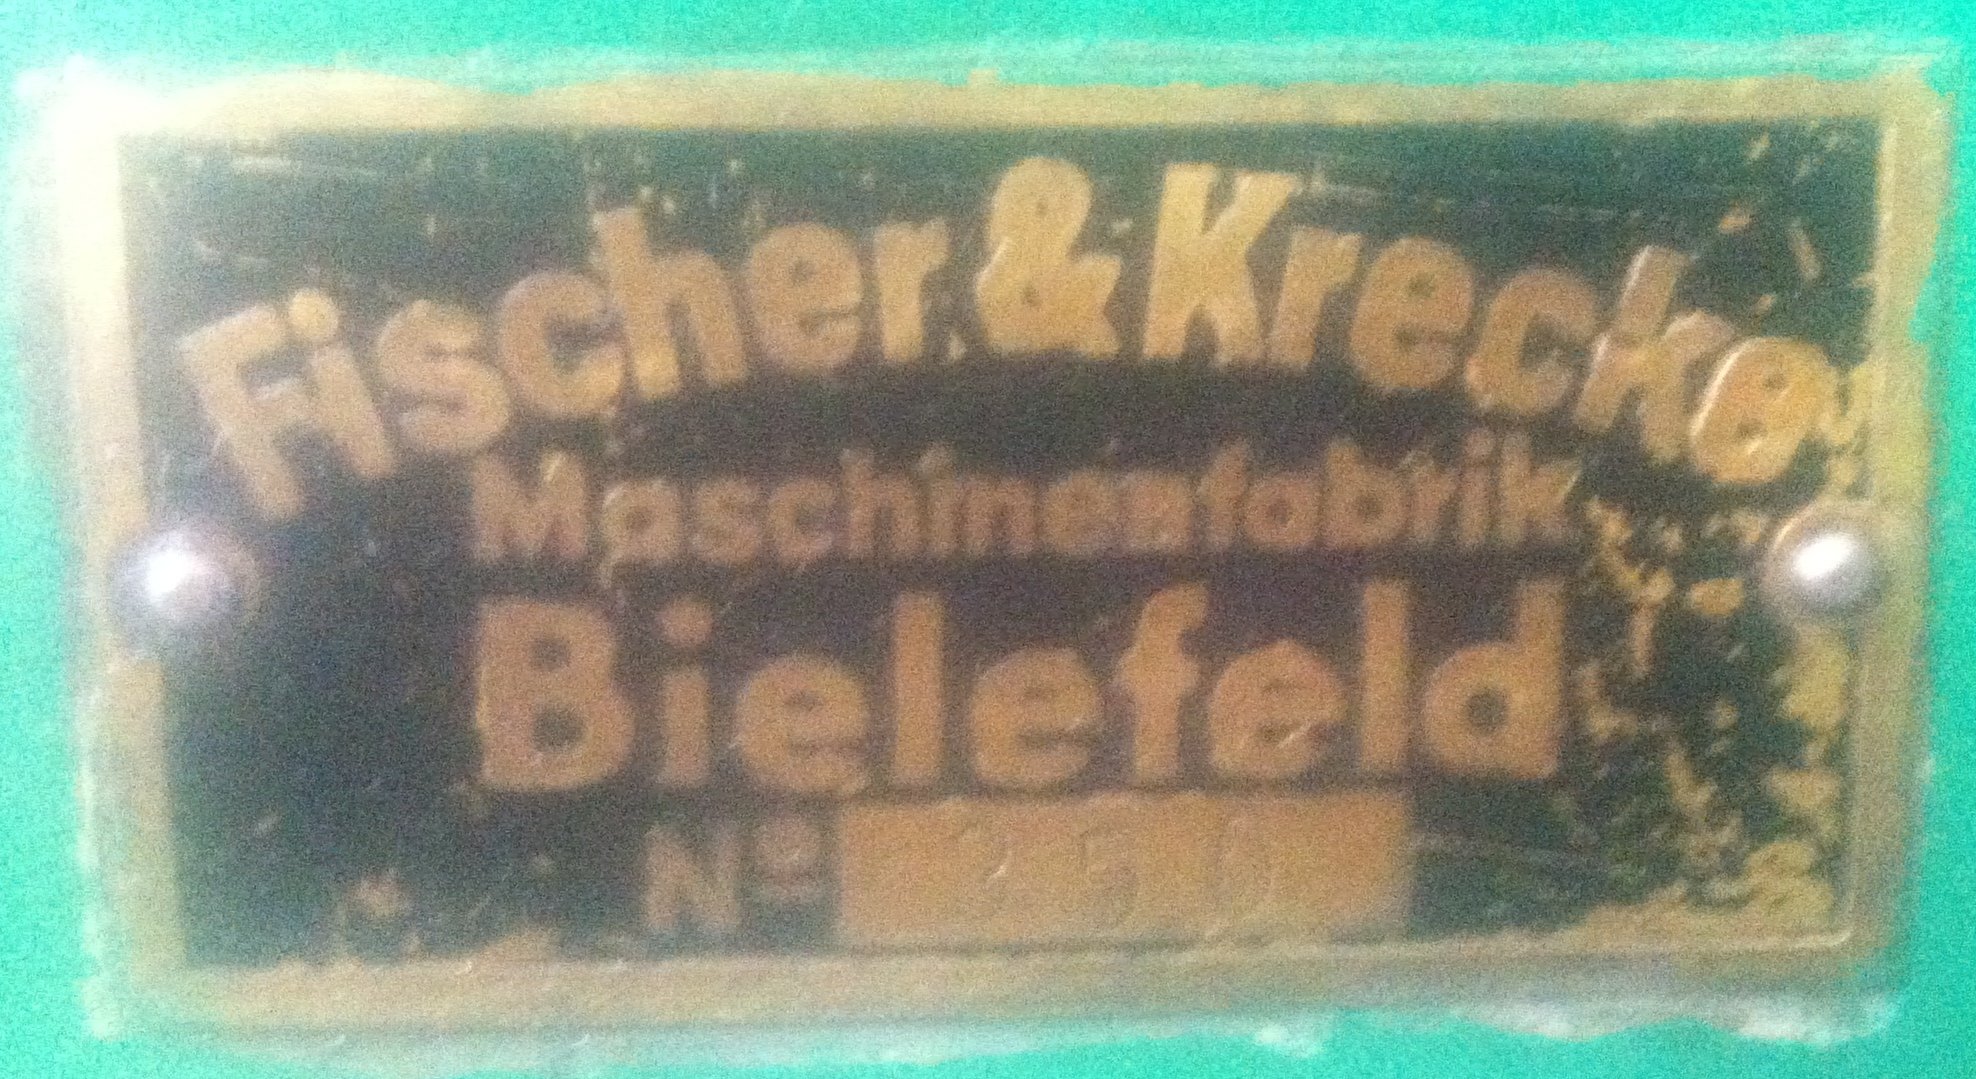 Fischer & Krecke
Maschinenfabrik
Bielefeld
Nº